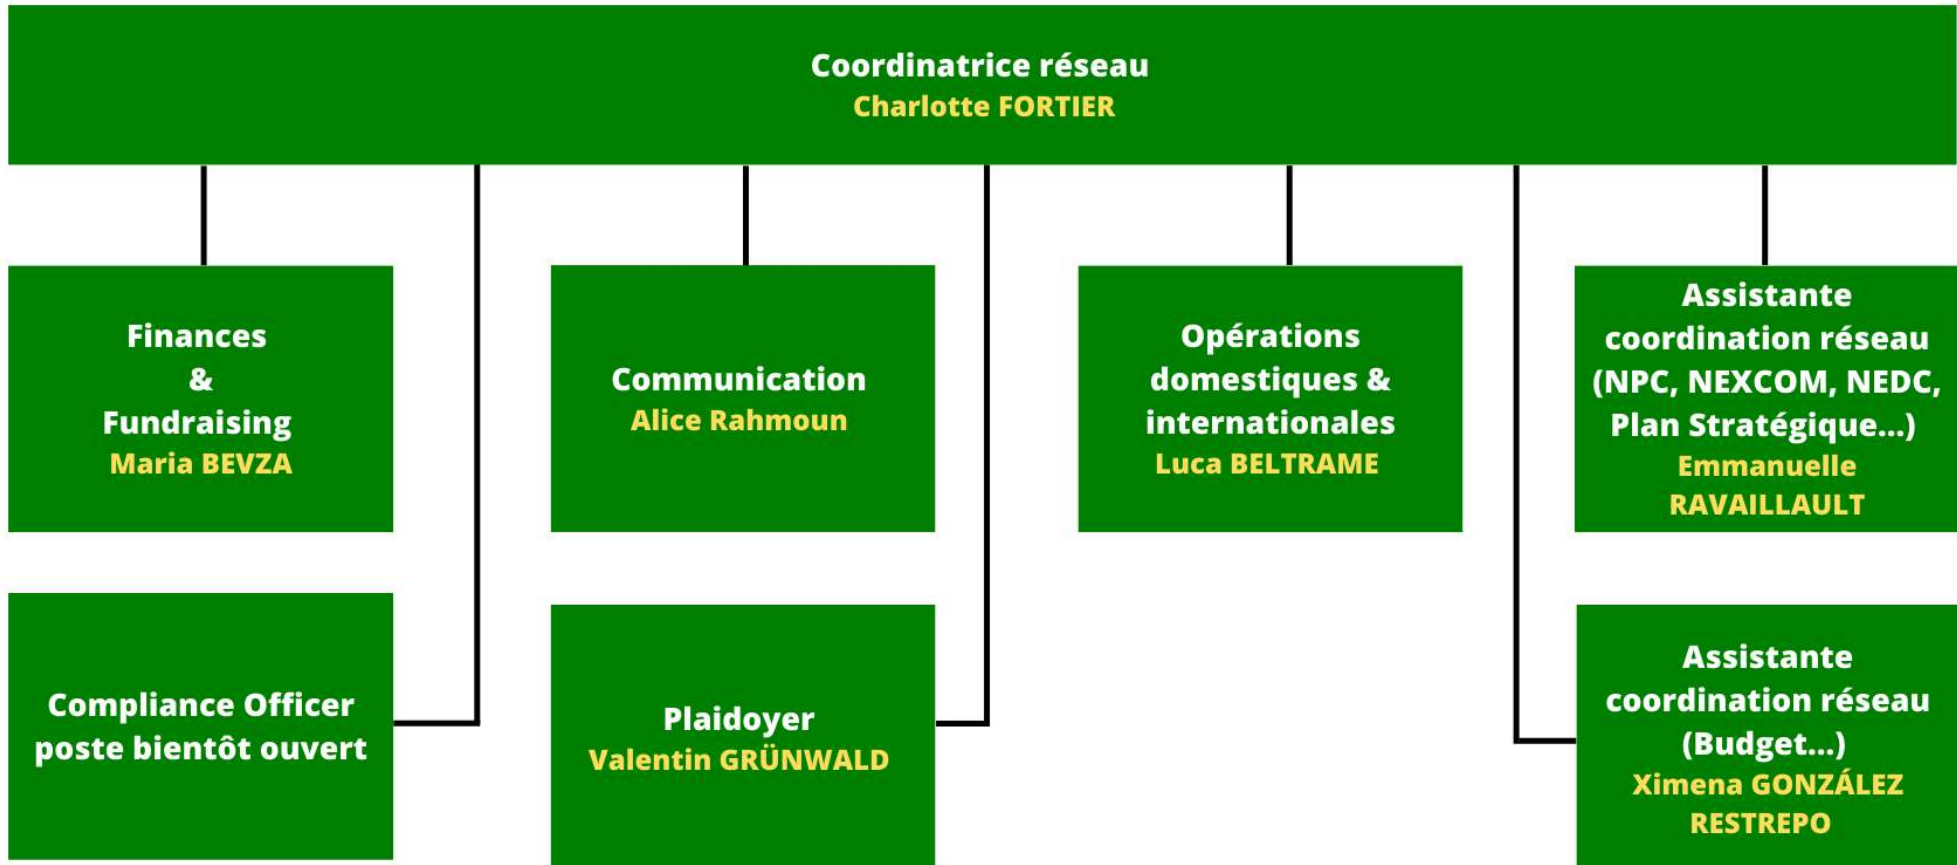 Coordinatrice réseau
Charlotte FORTIER
Finances
&
Fundraising
Maria BEVZA
Communication
Alice Rahmoun
Opérations
domestiques &
internationales
Luca BELTRAME
Assistante
coordination réseau
(NPC, NEXCOM, NEDC,
Plan Stratégique...)
Emmanuelle
RAVAILLAULT
Compliance Officer
poste bientôt ouvert
Plaidoyer
Valentin GRÜNWALD
Assistante
coordination réseau
(Budget...)
Ximena GONZÁLEZ
RESTREPO